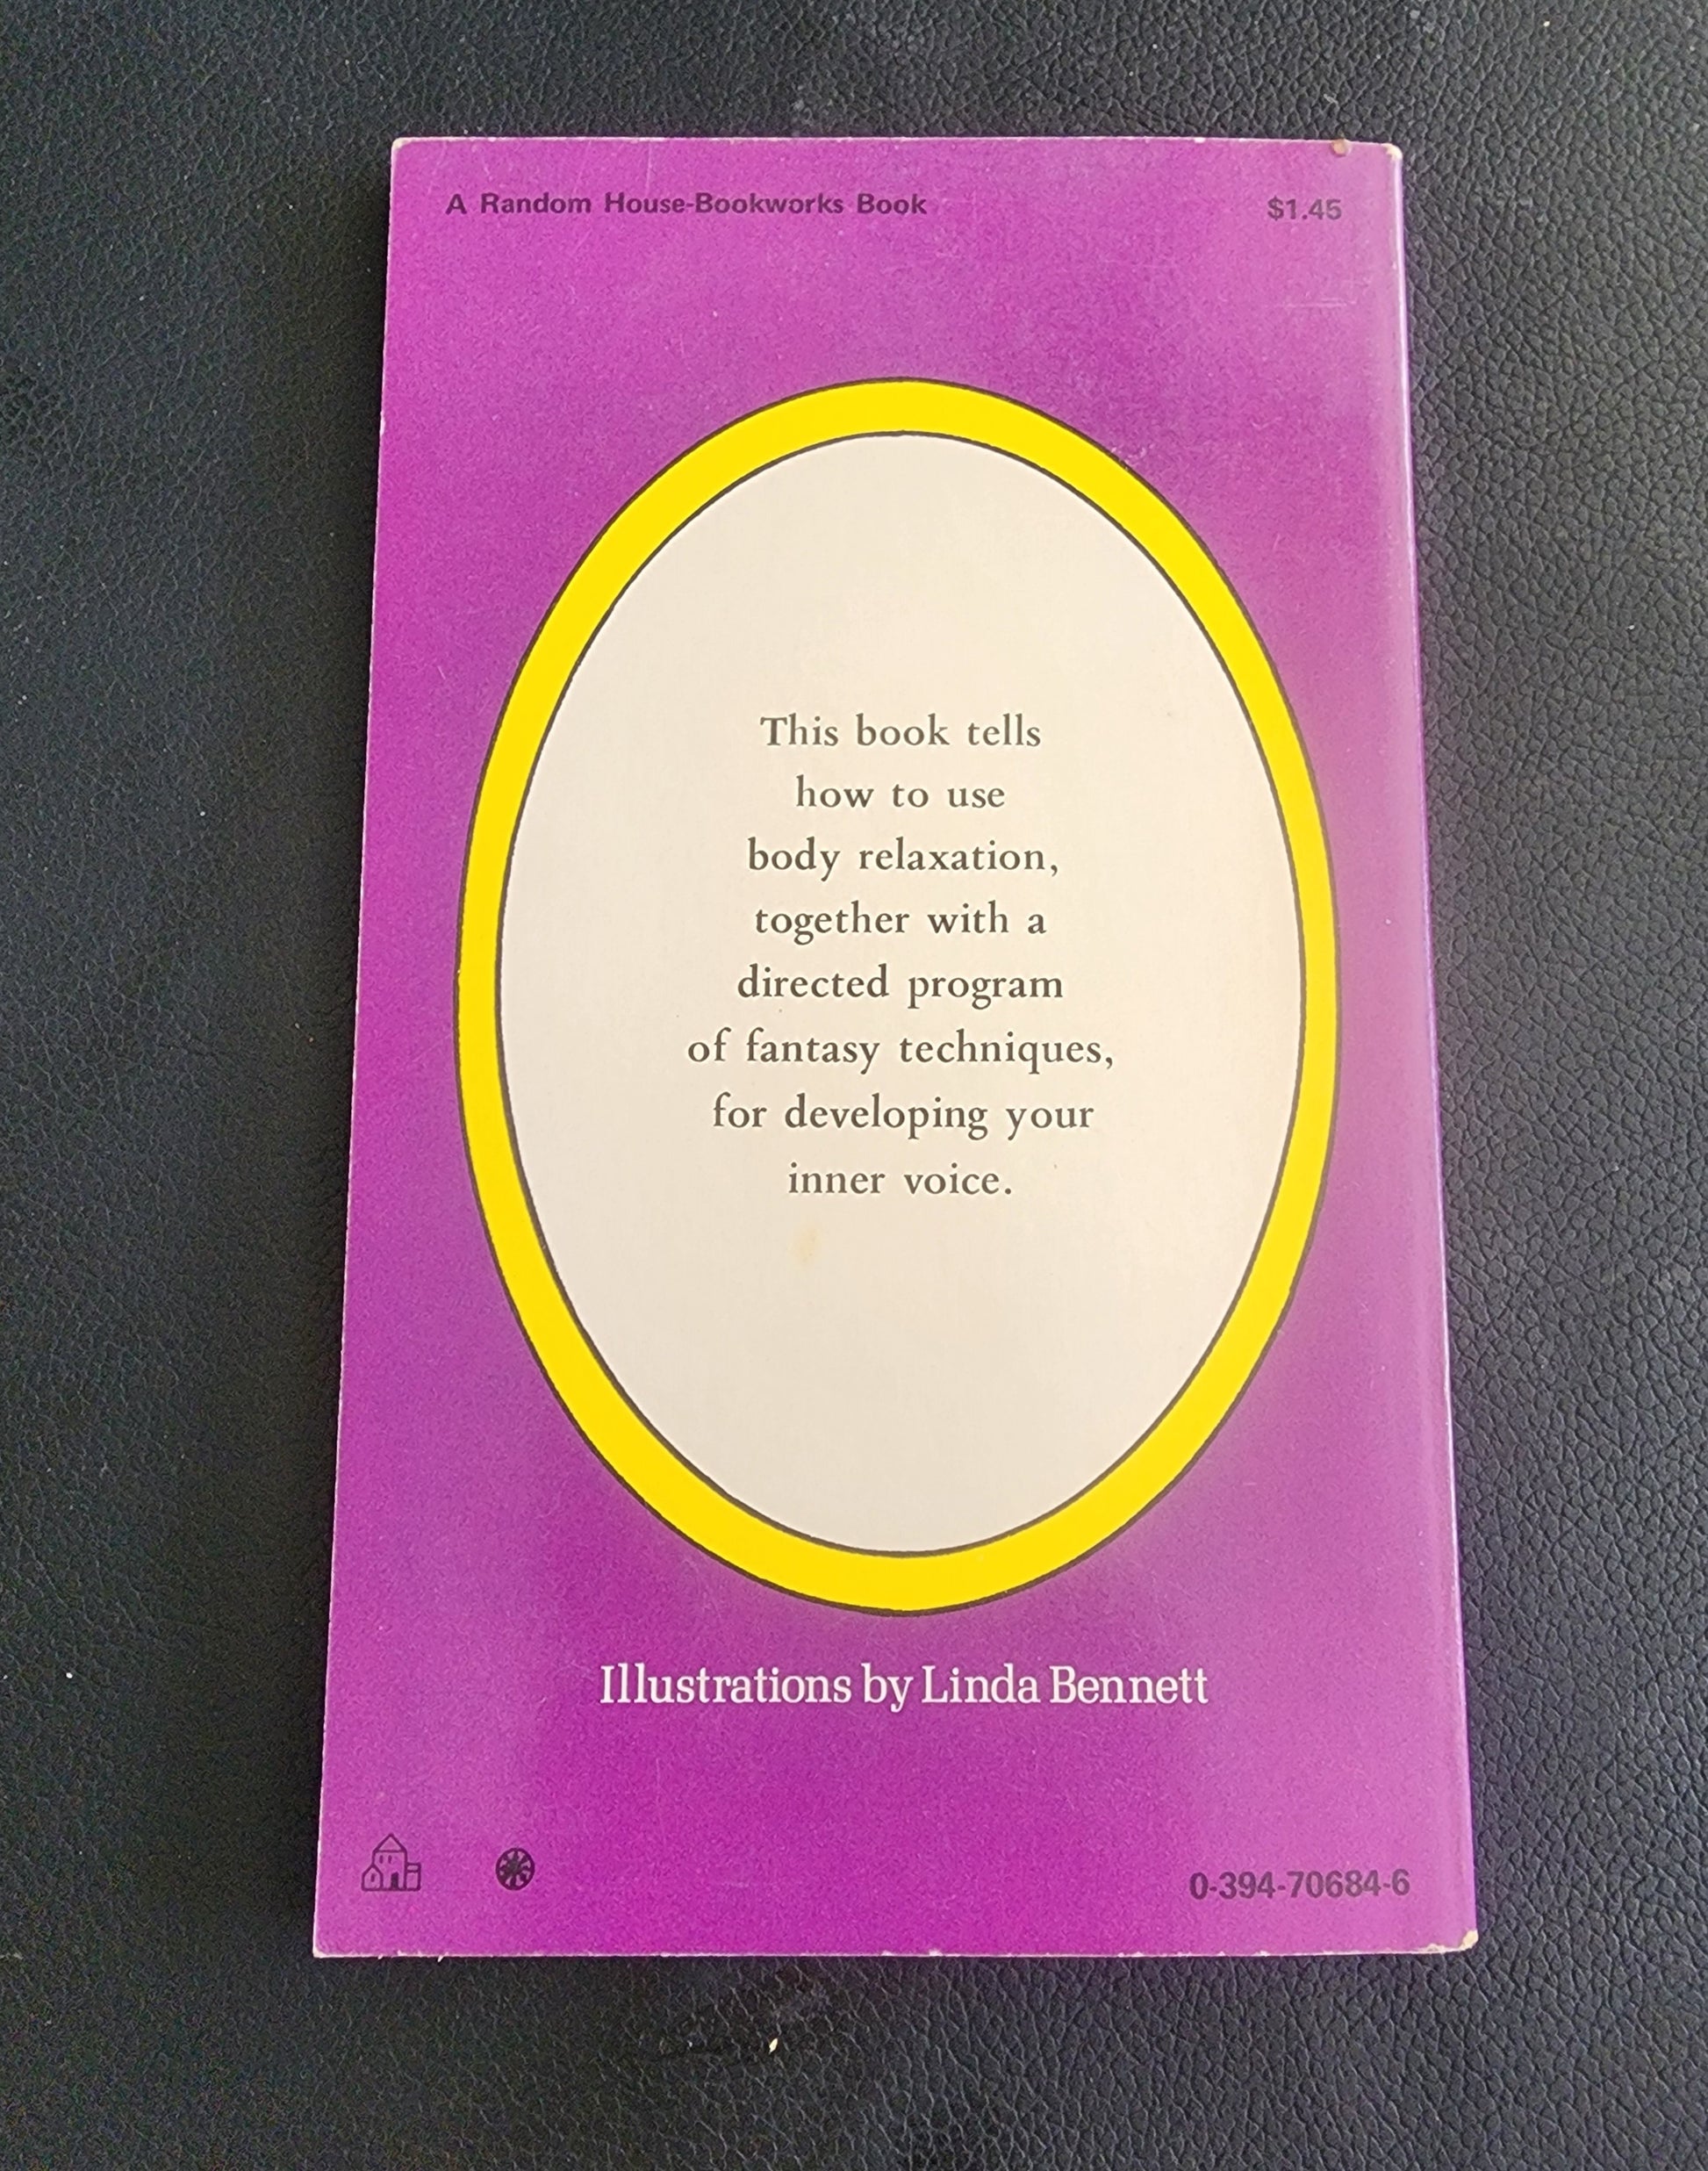 A Random House-Bookworks Book
$1.45
This book tells
how to use
body relaxation,
together with a
directed program
of fantasy techniques,
for developing your
inner voice.
Illustrations by Linda Bennett
0-394-70684-6